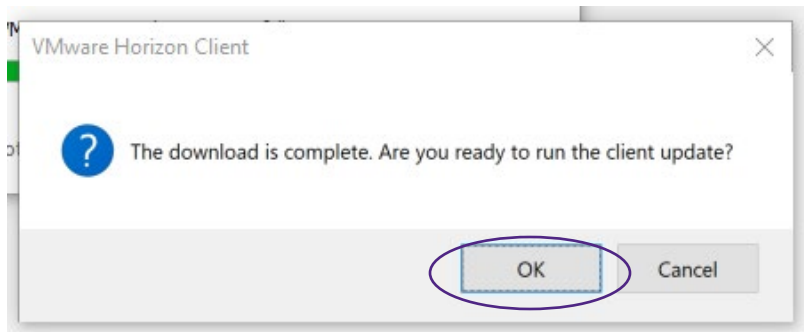 VMware Horizon Client
The download is complete. Are you ready to run the client update?
OK
Cancel